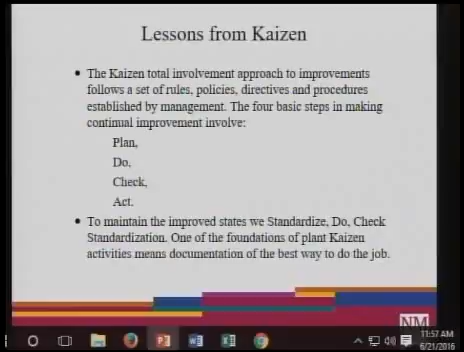 Lessons from Kaizen
• The Kaizen total involvement approach to improvements
follows a set of rules, policies, directives and procedures
established by management. The four basic steps in making
continual improvement involve:
Plan,
Do,
Check,
Act.
• To maintain the improved states we Standardize, Do, Check
Standardization. One of the foundations of plant Kaizen
activities means documentation of the best way to do the job.
NM
11:57 AM
6/21/2016